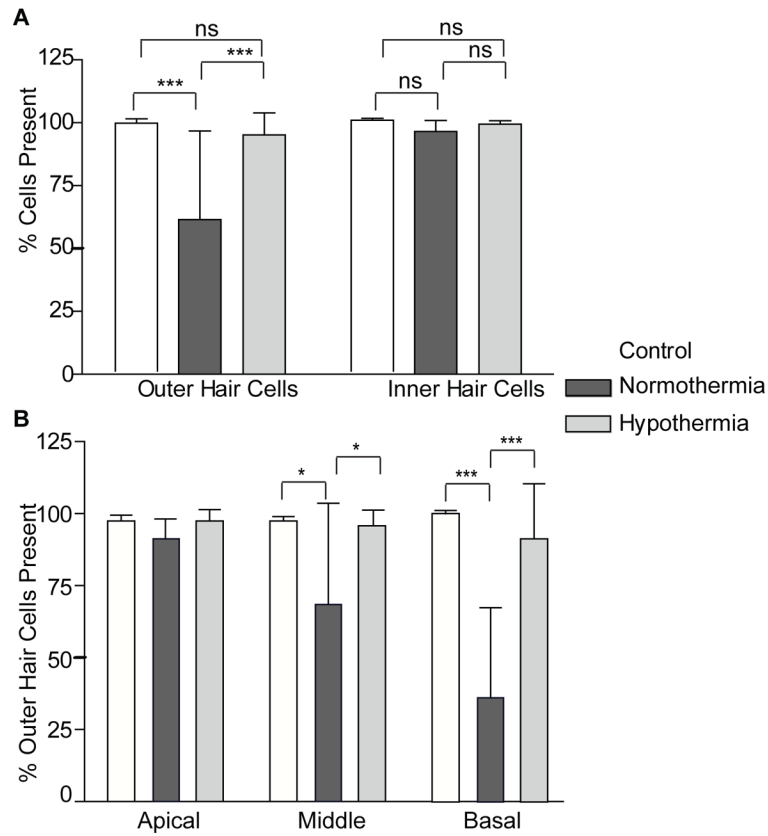 A
ns
ns
125
***
***
ns
ns
100
75
50
25
0
% Cells Present
Outer Hair Cells
Inner Hair Cells
Control
Normothermia
Hypothermia
B
125
*
*
***
***
100
75
50
25
0
% Outer Hair Cells Present
Apical
Middle
Basal